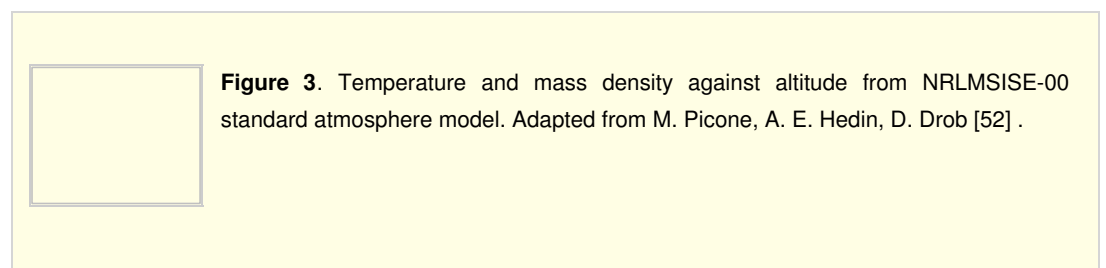 Figure 3. Temperature and mass density against altitude from NRLMSISE-00
standard atmosphere model. Adapted from M. Picone, A. E. Hedin, D. Drob [52] .